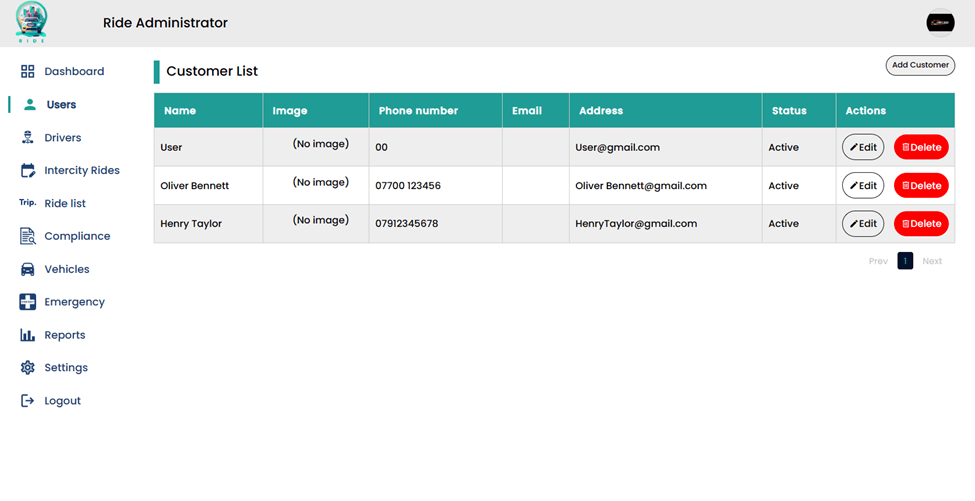 RIDE
Ride Administrator
Dashboard
Users
Drivers
Intercity Rides
Trip. Ride list
Compliance
Vehicles
Emergency
Reports
Settings
Logout
Customer List
Add Customer
Name Image Phone number Email Address Status Actions
User (No image) 00 User@gmail.com Active Edit Delete
Oliver Bennett (No image) 07700 123456 Oliver Bennett@gmail.com Active Edit Delete
Henry Taylor (No image) 07912345678 HenryTaylor@gmail.com Active Edit Delete
Prev 1 Next